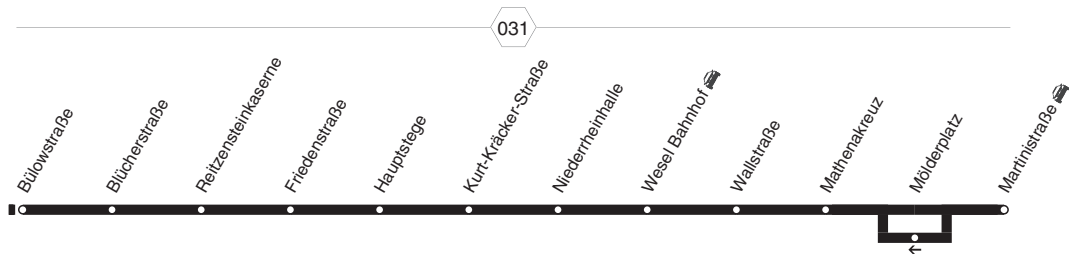 031
Bülowstraße
Blücherstraße
Reitzensteinkaserne
Friedenstraße
Hauptstege
Kurt-Kräcker-Straße
Niederrheinhalle
Wesel Bahnhof
Wallstraße
Mathenakreuz
Mölderplatz
Martinistraße